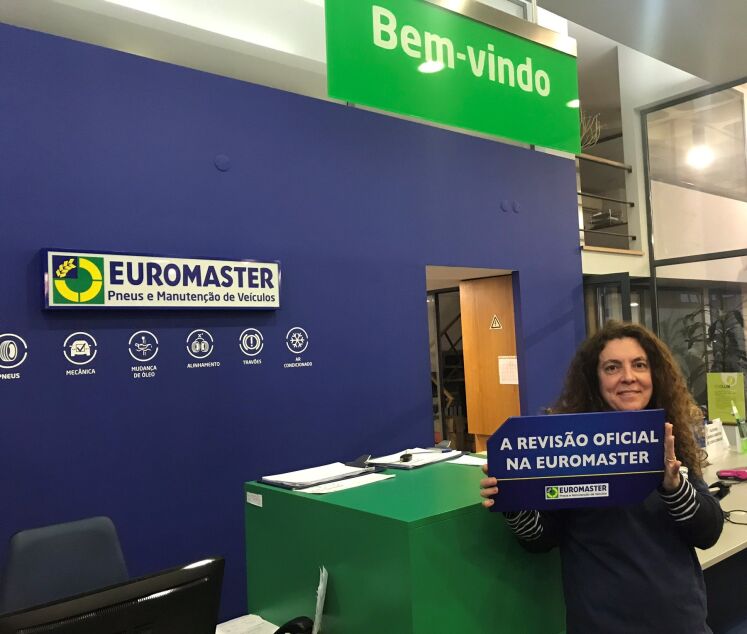 Bem-vindo
EUROMASTER
Pneus e Manutenção de Veículos
PNEUS
MECÂNICA
MUDANÇA
DE ÓLEO
ALINHAMENTO
TRAVÕES
AR
CONDICIONADO
A REVISÃO OFICIAL
NA EUROMASTER
EUROMASTER
Pneus e Manutenção de Veículos